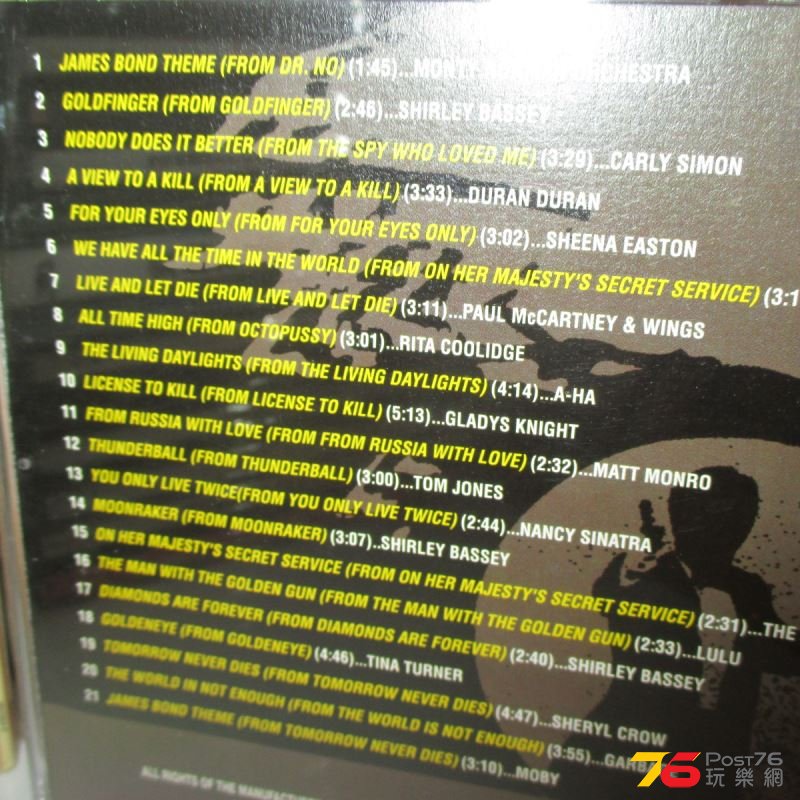 1 JAMES BOND THEME (FROM DR. NO) (1:45)...MONTY ORCHESTRA
2 GOLDFINGER (FROM GOLDFINGER) (2:46)...SHIRLEY BASSEY
3 NOBODY DOES IT BETTER (FROM THE SPY WHO LOVED ME) (3:29)...CARLY SIMON
4 A VIEW TO A KILL (FROM A VIEW TO A KILL) (3:33)...DURAN DURAN
5 FOR YOUR EYES ONLY (FROM FOR YOUR EYES ONLY) (3:02)...SHEENA EASTON
6 WE HAVE ALL THE TIME IN THE WORLD (FROM ON HER MAJESTY'S SECRET SERVICE) (3:1
7 LIVE AND LET DIE (FROM LIVE AND LET DIE) (3:11)...PAUL McCARTNEY & WINGS
8 ALL TIME HIGH (FROM OCTOPUSSY) (3:01)...RITA COOLIDGE
9 THE LIVING DAYLIGHTS (FROM THE LIVING DAYLIGHTS) (4:14)...A-HA
10 LICENSE TO KILL (FROM LICENSE TO KILL) (5:13)...GLADYS KNIGHT
11 FROM RUSSIA WITH LOVE (FROM FROM RUSSIA WITH LOVE) (2:32)...MATT MONRO
12 THUNDERBALL (FROM THUNDERBALL) (3:00)...TOM JONES
13 YOU ONLY LIVE TWICE(FROM YOU ONLY LIVE TWICE) (2:44)...NANCY SINATRA
14 MOONRAKER (FROM MOONRAKER) (3:07)..SHIRLEY BASSEY
15 ON HER MAJESTY'S SECRET SERVICE (FROM ON HER MAJESTY'S SECRET SERVICE) (2:31)...THE
16 THE MAN WITH THE GOLDEN GUN (FROM THE MAN WITH THE GOLDEN GUN) (2:33)...LULU
17 DIAMONDS ARE FOREVER (FROM DIAMONDS ARE FOREVER) (2:40)...SHIRLEY BASSEY
18 GOLDENEYE (FROM GOLDENEYE) (4:46)...TINA TURNER
19 TOMORROW NEVER DIES (FROM TOMORROW NEVER DIES) (4:47)...SHERYL CROW
20 THE WORLD IN NOT ENOUGH (FROM THE WORLD IS NOT ENOUGH) (3:55)...GARBA
21 JAMES BOND THEME (FROM TOMORROW NEVER DIES) (3:10)...MOBY
ALL RIGHTS OF THE MANUFACTURE
76 Post76
玩樂網